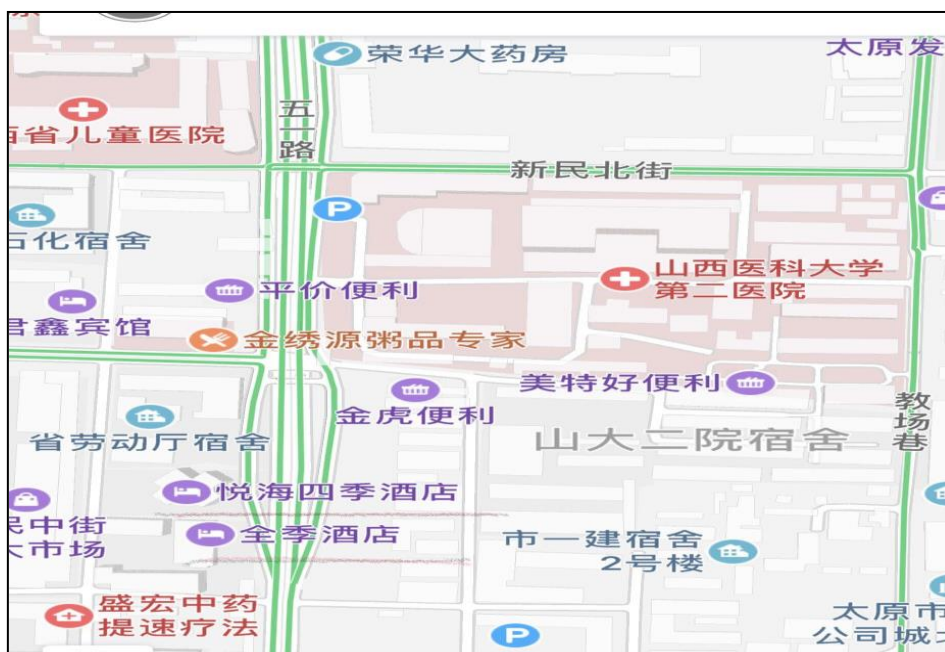 荣华大药房
太原发
五一路
西省儿童医院
新民北街
P
石化宿舍
山西医科大学
第二医院
平价便利
君鑫宾馆
金绣源粥品专家
美特好便利
金虎便利
教场巷
省劳动厅宿舍
山大二院宿舍
悦海四季酒店
民中街
大市场
全季酒店
市一建宿舍
2号楼
盛宏中药
提速疗法
P
太原市
公司城北